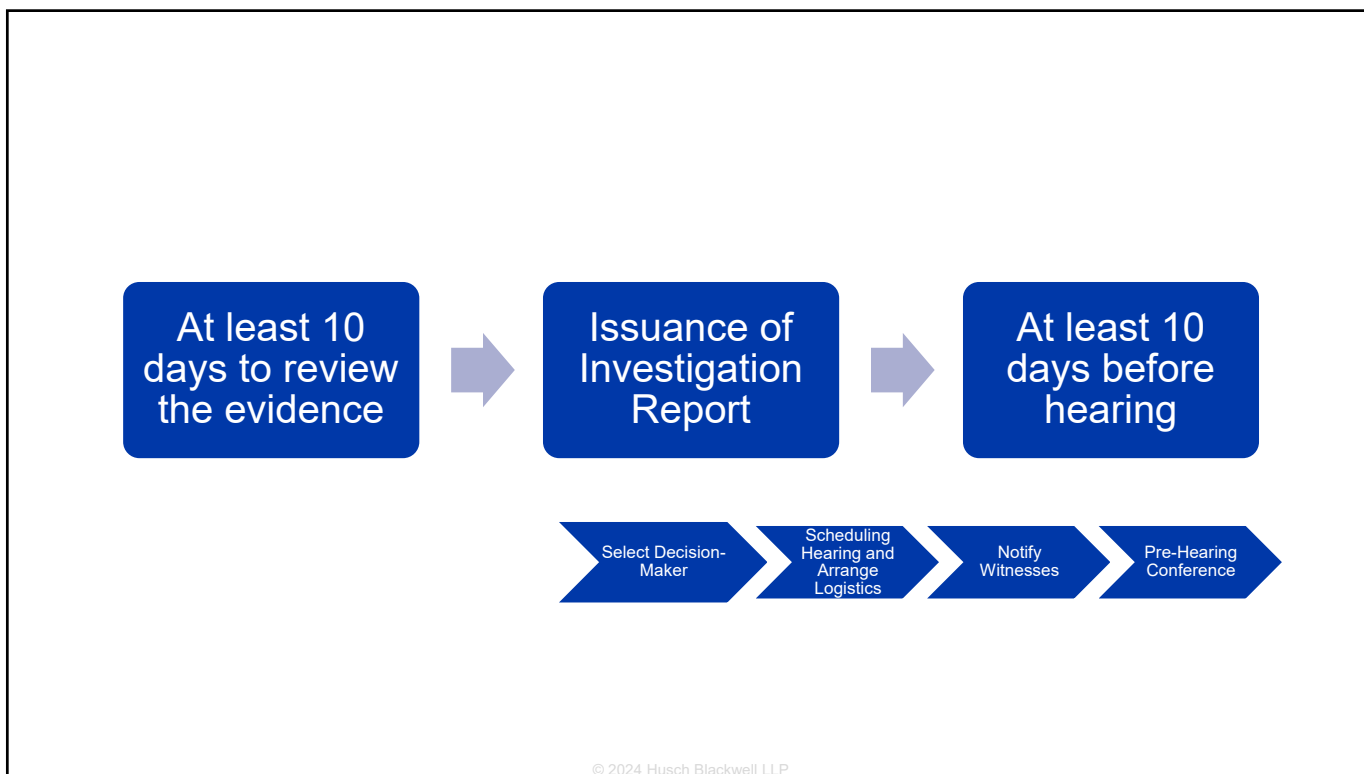 At least 10
days to review
the evidence
Issuance of
Investigation
Report
At least 10
days before
hearing
Select Decision-
Maker
Scheduling
Hearing and
Arrange
Logistics
Notify
Witnesses
Pre-Hearing
Conference
© 2024 Husch Blackwell LLP